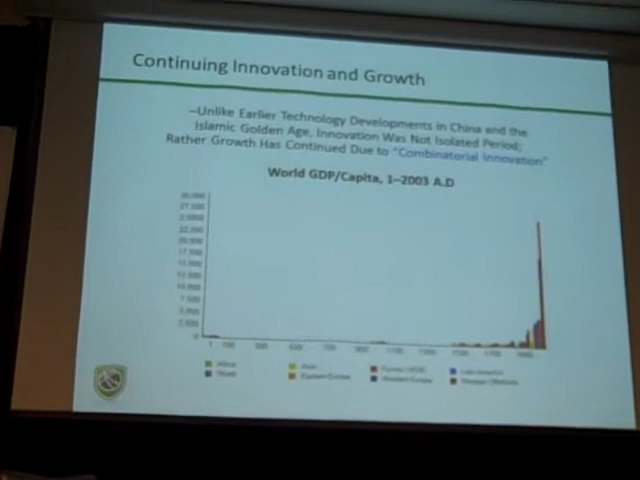 Continuing Innovation and Growth
–Unlike Earlier Technology Developments in China and the
Islamic Golden Age, Innovation Was Not Isolated Period;
Rather Growth Has Continued Due to "Combinatorial Innovation"
World GDP/Capita, 1–2003 A.D
Africa Asia Former USSR Latin America
World Eastern Europe Western Europe Western Offshoots